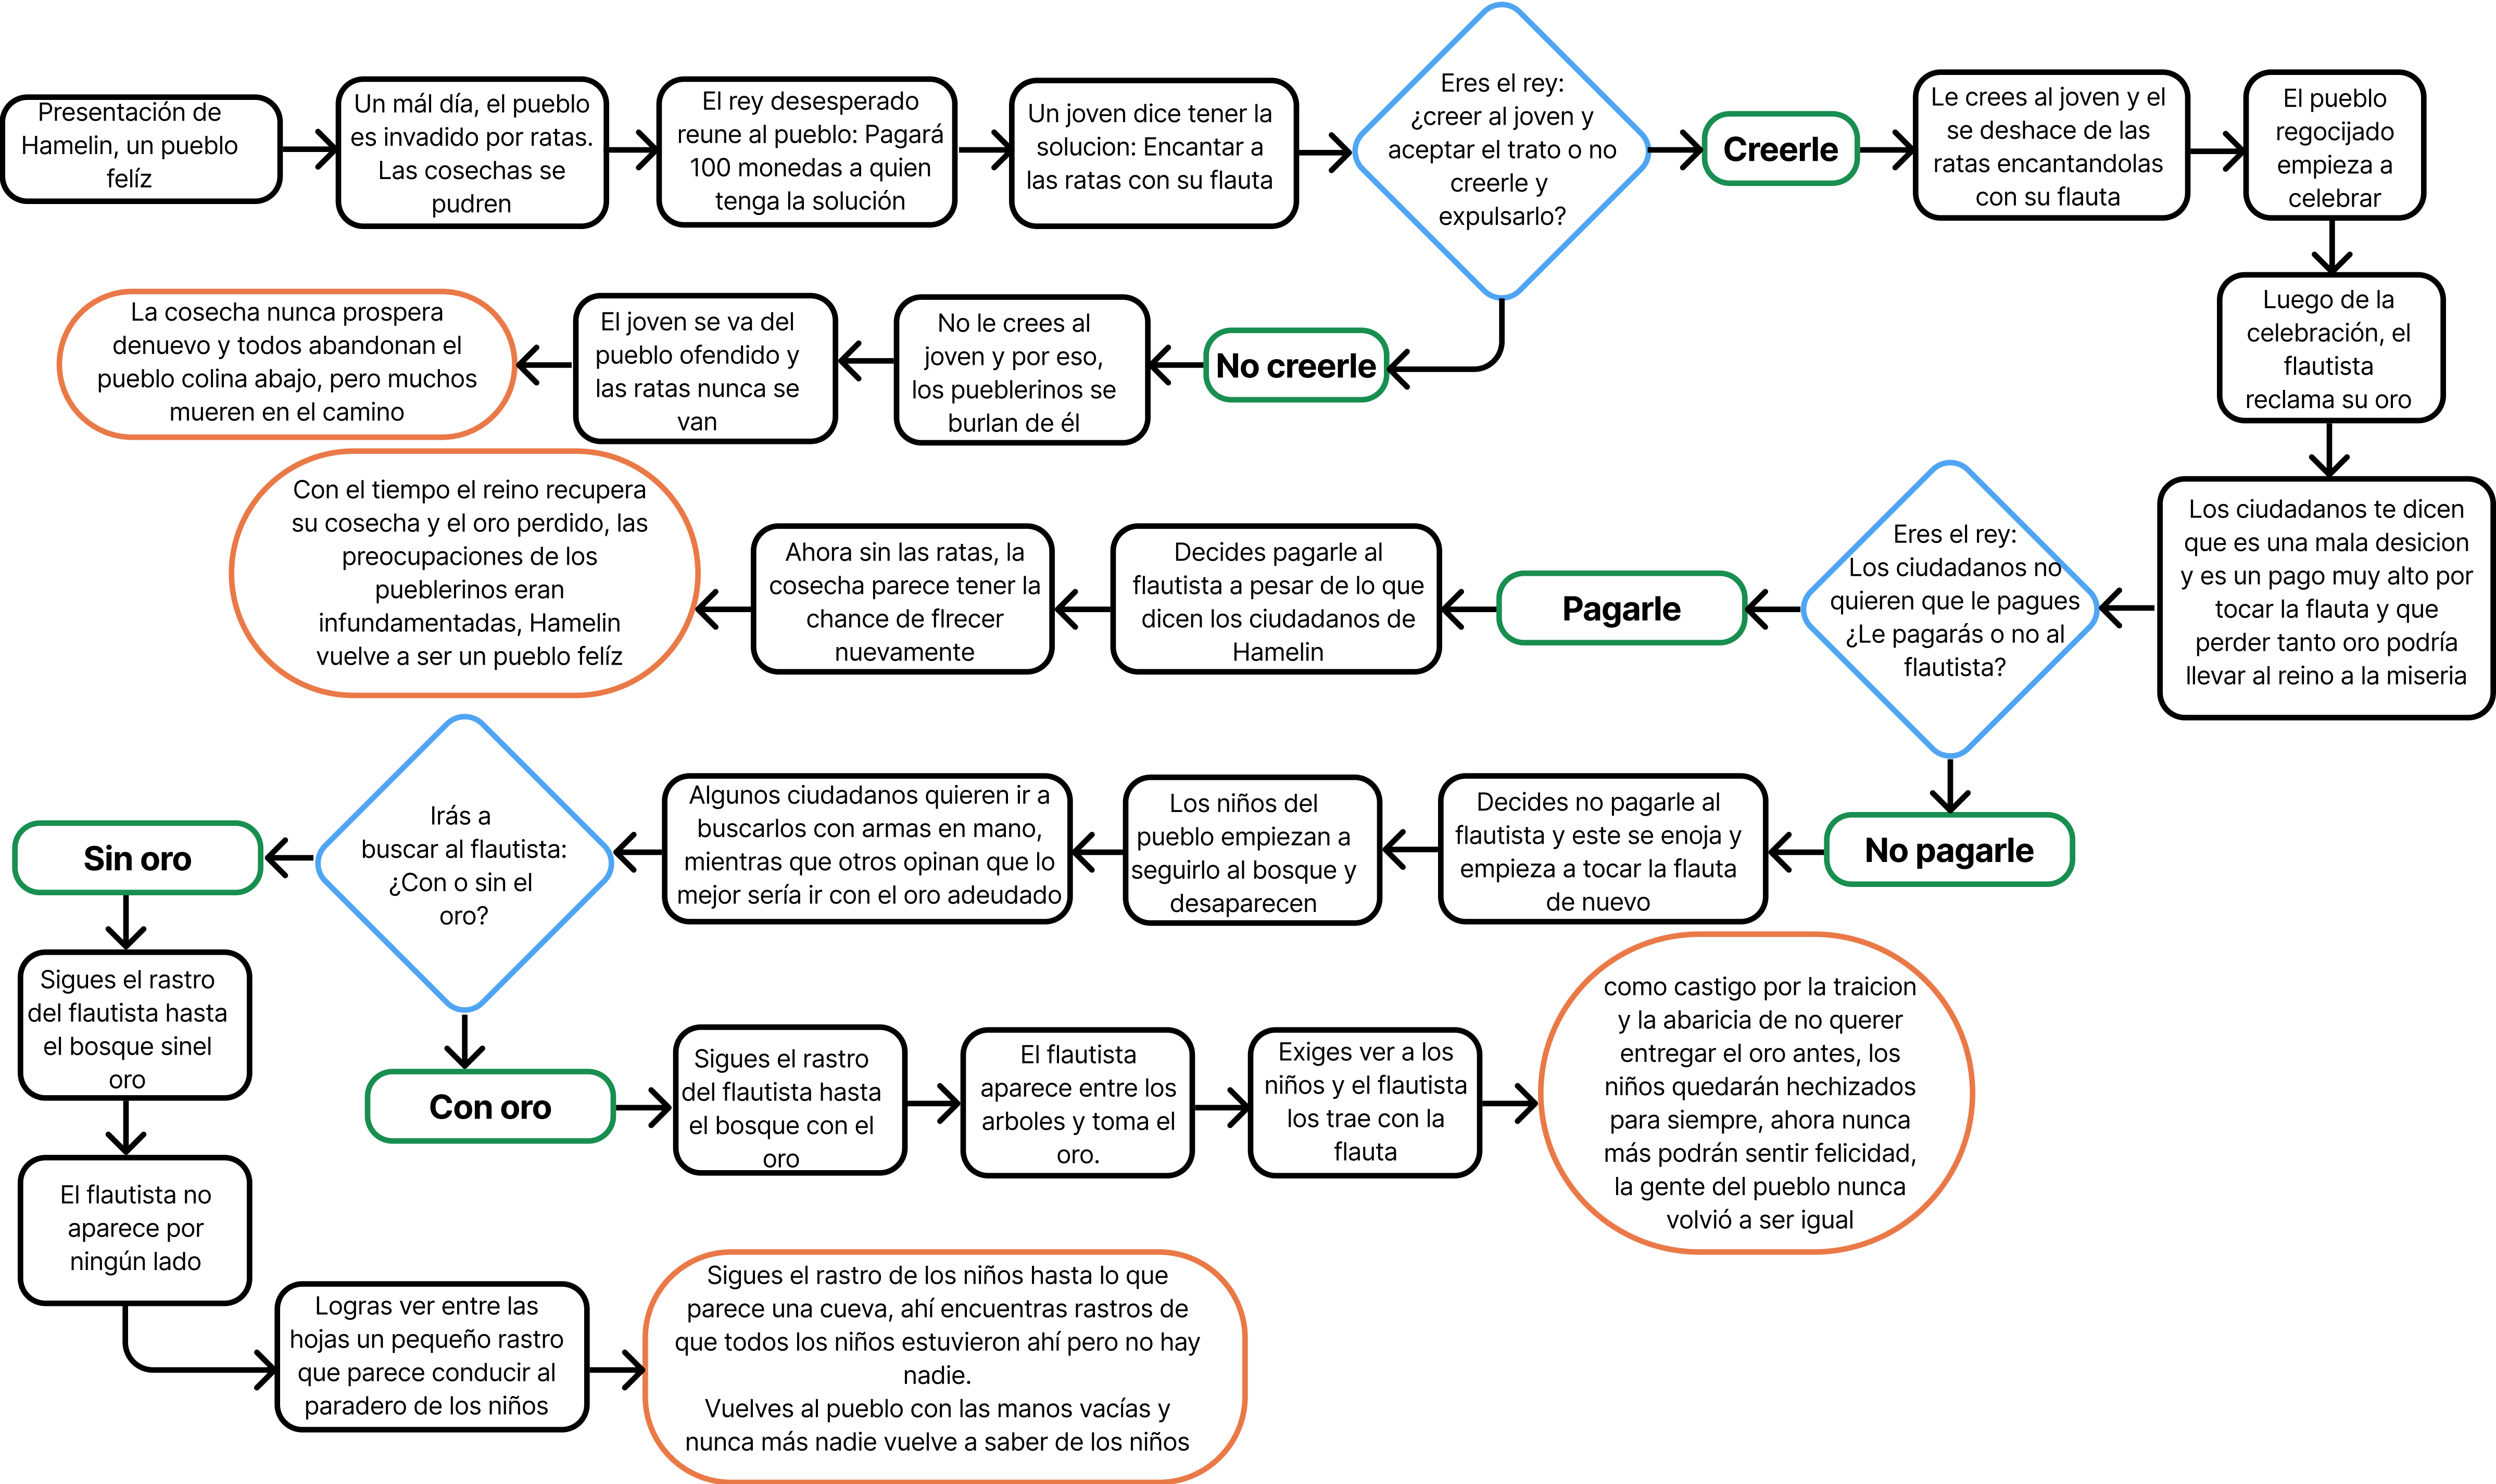 Presentación de
Hamelin, un pueblo
felíz
Un mál día, el pueblo
es invadido por ratas.
Las cosechas se
pudren
El rey desesperado
reune al pueblo: Pagará
100 monedas a quien
tenga la solución
Un joven dice tener la
solucion: Encantar a
las ratas con su flauta
Eres el rey:
¿creer al joven y
aceptar el trato o no
creerle y
expulsarlo?
Creerle
Le crees al joven y el
se deshace de las
ratas encantandolas
con su flauta
El pueblo
regocijado
empieza a
celebrar
Luego de la
celebración, el
flautista
reclama su oro
No creerle
No le crees al
joven y por eso,
los pueblerinos se
burlan de él
El joven se va del
pueblo ofendido y
las ratas nunca se
van
La cosecha nunca prospera
denuevo y todos abandonan el
pueblo colina abajo, pero muchos
mueren en el camino
Los ciudadanos te dicen
que es una mala desicion
y es un pago muy alto por
tocar la flauta y que
perder tanto oro podría
llevar al reino a la miseria
Eres el rey:
Los ciudadanos no
quieren que le pagues
¿Le pagarás o no al
flautista?
Pagarle
Decides pagarle al
flautista a pesar de lo que
dicen los ciudadanos de
Hamelin
Ahora sin las ratas, la
cosecha parece tener la
chance de flrecer
nuevamente
Con el tiempo el reino recupera
su cosecha y el oro perdido, las
preocupaciones de los
pueblerinos eran
infundamentadas, Hamelin
vuelve a ser un pueblo felíz
No pagarle
Decides no pagarle al
flautista y este se enoja y
empieza a tocar la flauta
de nuevo
Los niños del
pueblo empiezan a
seguirlo al bosque y
desaparecen
Algunos ciudadanos quieren ir a
buscarlos con armas en mano,
mientras que otros opinan que lo
mejor sería ir con el oro adeudado
Irás a
buscar al flautista:
¿Con o sin el
oro?
Sin oro
Sigues el rastro
del flautista hasta
el bosque sinel
oro
El flautista no
aparece por
ningún lado
Logras ver entre las
hojas un pequeño rastro
que parece conducir al
paradero de los niños
Sigues el rastro de los niños hasta lo que
parece una cueva, ahí encuentras rastros de
que todos los niños estuvieron ahí pero no hay
nadie.
Vuelves al pueblo con las manos vacías y
nunca más nadie vuelve a saber de los niños
Con oro
Sigues el rastro
del flautista hasta
el bosque con el
oro
El flautista
aparece entre los
arboles y toma el
oro.
Exiges ver a los
niños y el flautista
los trae con la
flauta
como castigo por la traicion
y la abaricia de no querer
entregar el oro antes, los
niños quedarán hechizados
para siempre, ahora nunca
más podrán sentir felicidad,
la gente del pueblo nunca
volvió a ser igual